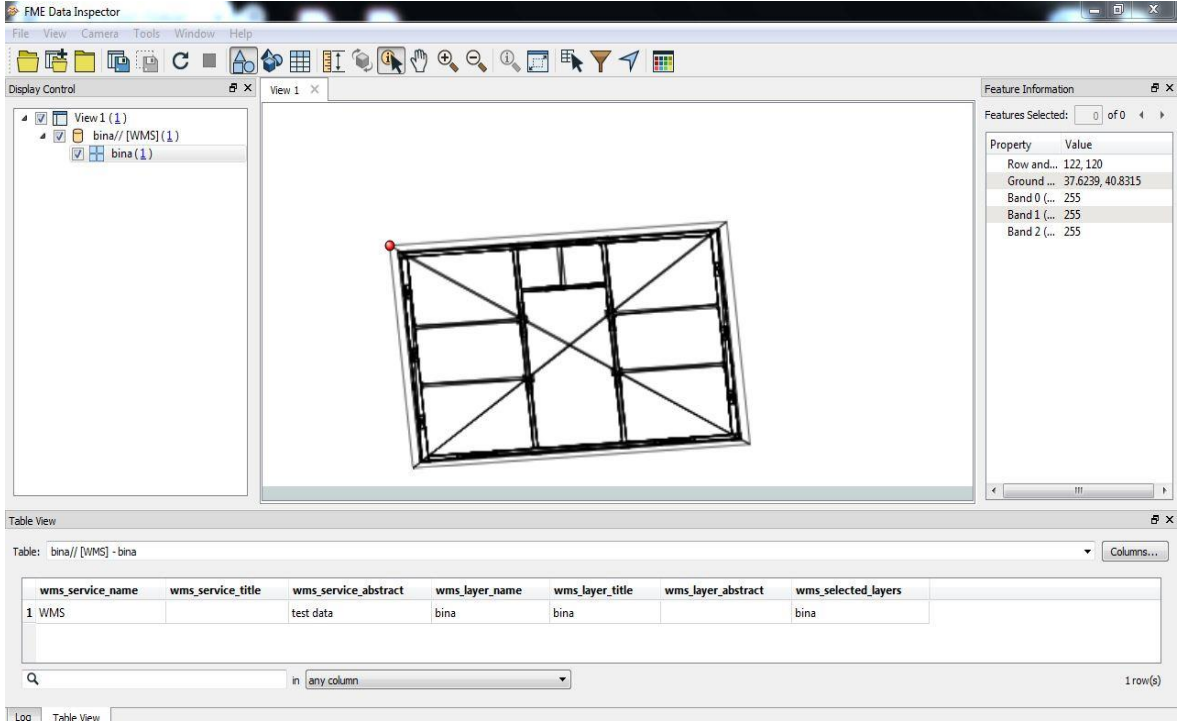 FME Data Inspector
File View Camera Tools Window Help
Display Control
View 1
Feature Information
View1 (1)
bina// [WMS] (1)
bina (1)
Features Selected: 0 of 0
Property Value
Row and... 122, 120
Ground ... 37.6239, 40.8315
Band 0 (... 255
Band 1 (... 255
Band 2 (... 255
Table View
Table: bina// [WMS] - bina
Columns...
wms_service_name wms_service_title wms_service_abstract wms_layer_name wms_layer_title wms_layer_abstract wms_selected_layers
1 WMS test data bina bina bina
in any column
1 row(s)
Log Table View